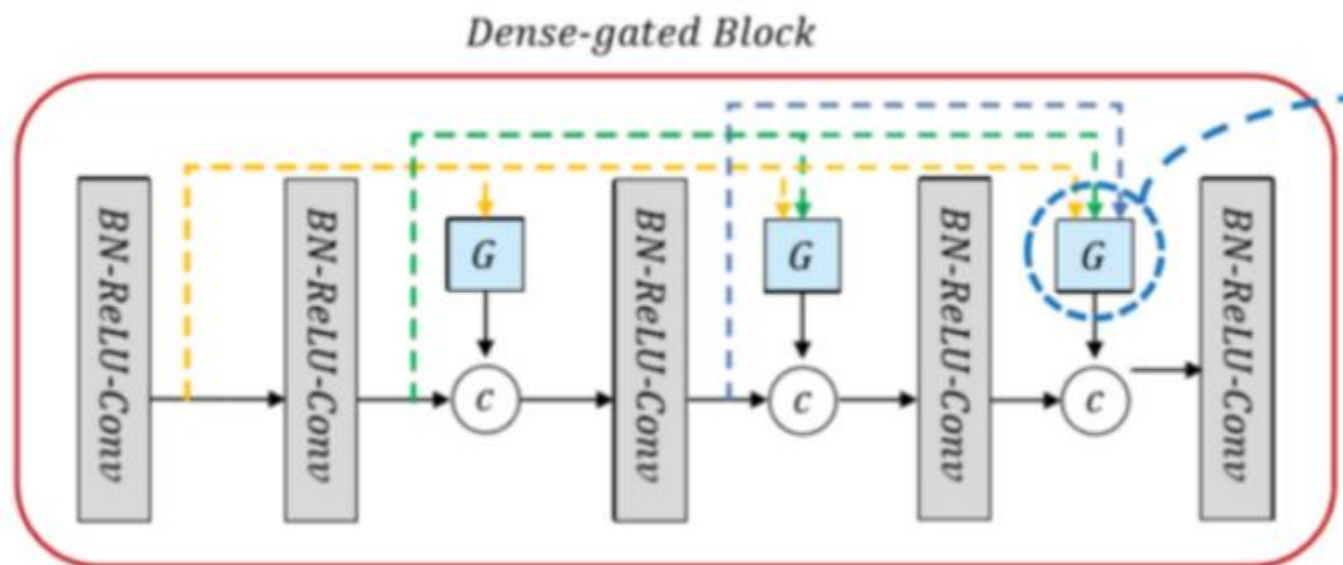 Dense-gated Block
BN-ReLU-Conv
BN-ReLU-Conv
G
c
BN-ReLU-Conv
G
c
BN-ReLU-Conv
G
c
BN-ReLU-Conv